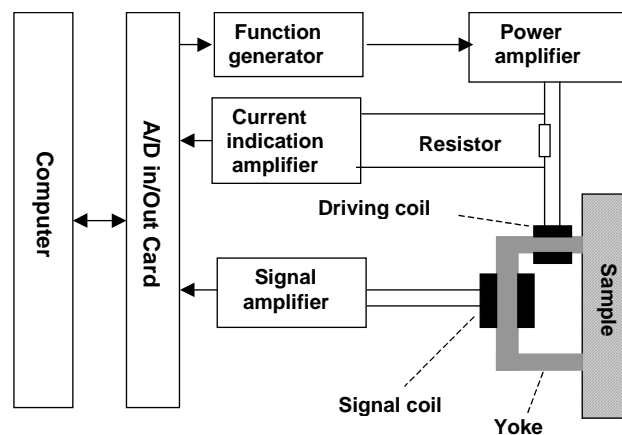 Computer
A/D in/Out Card
Function
generator
Power
amplifier
Current
indication
amplifier
Resistor
Driving coil
Signal
amplifier
Sample
Signal coil
Yoke